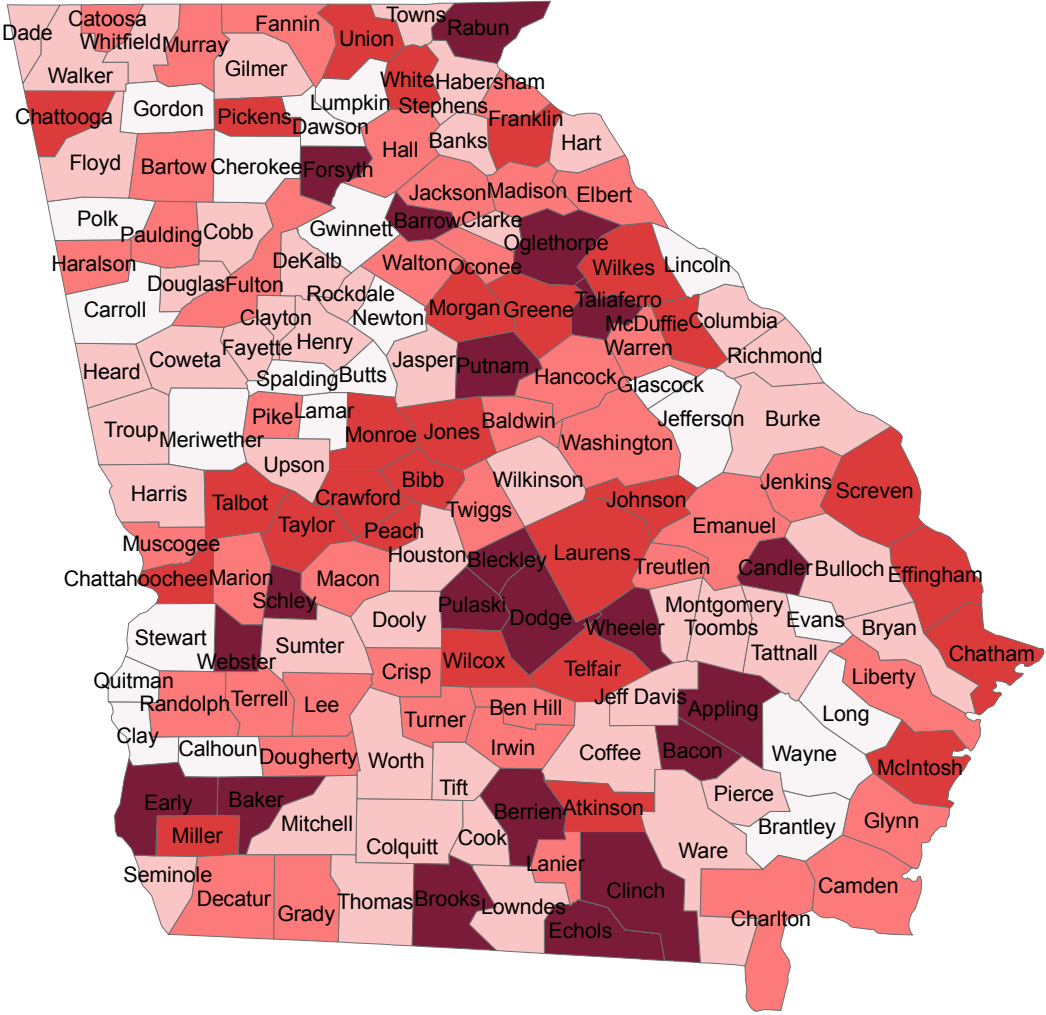 Dade
Catoosa
Whitfield
Murray
Fannin
Union
Towns
Rabun
Walker
Gilmer
White
Habersham
Chattooga
Gordon
Pickens
Lumpkin
Dawson
Stephens
Franklin
Hart
Banks
Floyd
Bartow
Cherokee
Forsyth
Hall
Jackson
Madison
Elbert
Polk
Paulding
Cobb
Gwinnett
Barrow
Clarke
Oglethorpe
Haralson
DeKalb
Walton
Oconee
Wilkes
Lincoln
Douglas
Fulton
Rockdale
Carroll
Clayton
Newton
Morgan
Greene
Taliaferro
McDuffie
Columbia
Coweta
Fayette
Henry
Jasper
Putnam
Warren
Richmond
Heard
Spalding
Butts
Hancock
Glascock
Troup
Meriwether
Pike
Lamar
Monroe
Jones
Baldwin
Washington
Jefferson
Burke
Upson
Wilkinson
Harris
Talbot
Crawford
Bibb
Johnson
Jenkins
Screven
Taylor
Peach
Twiggs
Emanuel
Muscogee
Houston
Bleckley
Laurens
Chattahoochee
Marion
Macon
Treutlen
Candler
Bulloch
Effingham
Schley
Pulaski
Dodge
Wheeler
Montgomery
Toombs
Evans
Bryan
Stewart
Webster
Sumter
Dooly
Tattnall
Chatham
Quitman
Randolph
Terrell
Lee
Crisp
Wilcox
Telfair
Jeff Davis
Appling
Liberty
Long
Clay
Calhoun
Dougherty
Turner
Ben Hill
Irwin
Coffee
Bacon
Wayne
McIntosh
Worth
Tift
Early
Baker
Miller
Mitchell
Berrien
Atkinson
Pierce
Glynn
Colquitt
Cook
Brantley
Seminole
Decatur
Grady
Thomas
Brooks
Lowndes
Lanier
Clinch
Ware
Camden
Echols
Charlton